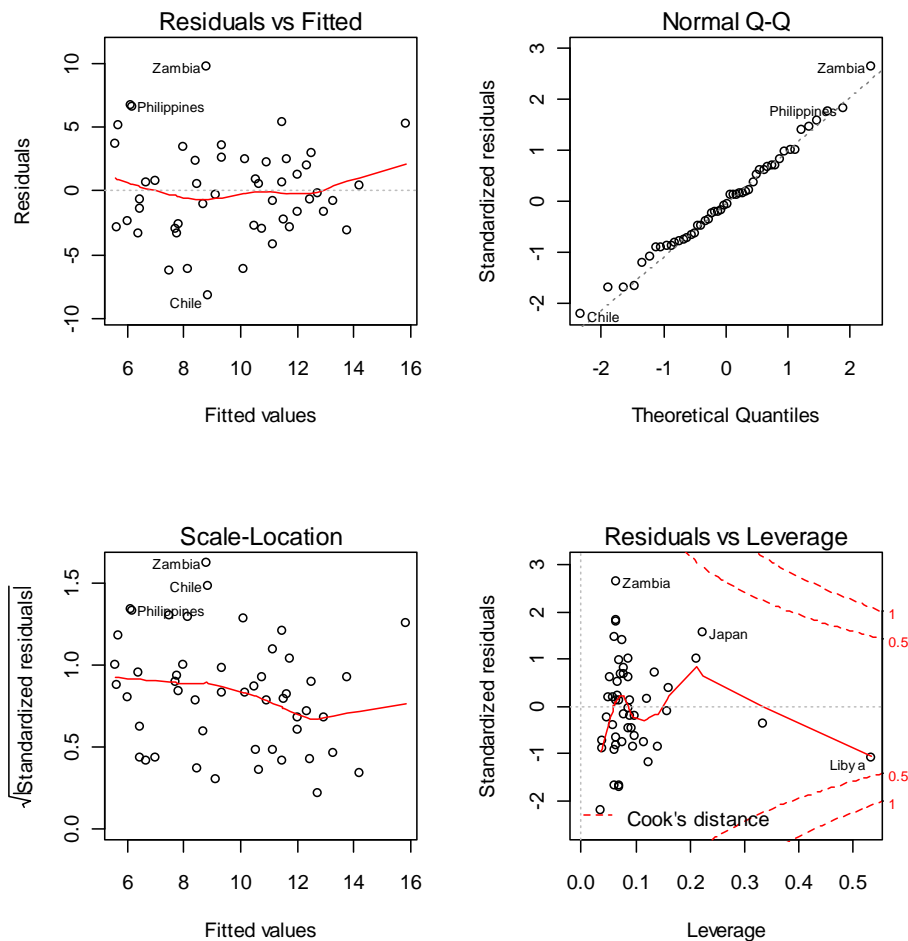 Residuals vs Fitted
Residuals
10
5
0
-5
-10
Zambia
Philippines
Chile
6 8 10 12 14 16
Fitted values
Normal Q-Q
Standardized residuals
3
2
1
0
-1
-2
Zambia
Philippines
Chile
-2 -1 0 1 2
Theoretical Quantiles
Scale-Location
√|Standardized residuals|
1.5
1.0
0.5
0.0
Zambia
Chile
Philippines
6 8 10 12 14 16
Fitted values
Residuals vs Leverage
Standardized residuals
3
2
1
0
-1
-2
Zambia
Japan
Libya
Cook's distance
1
0.5
0.5
1
0.0 0.1 0.2 0.3 0.4 0.5
Leverage